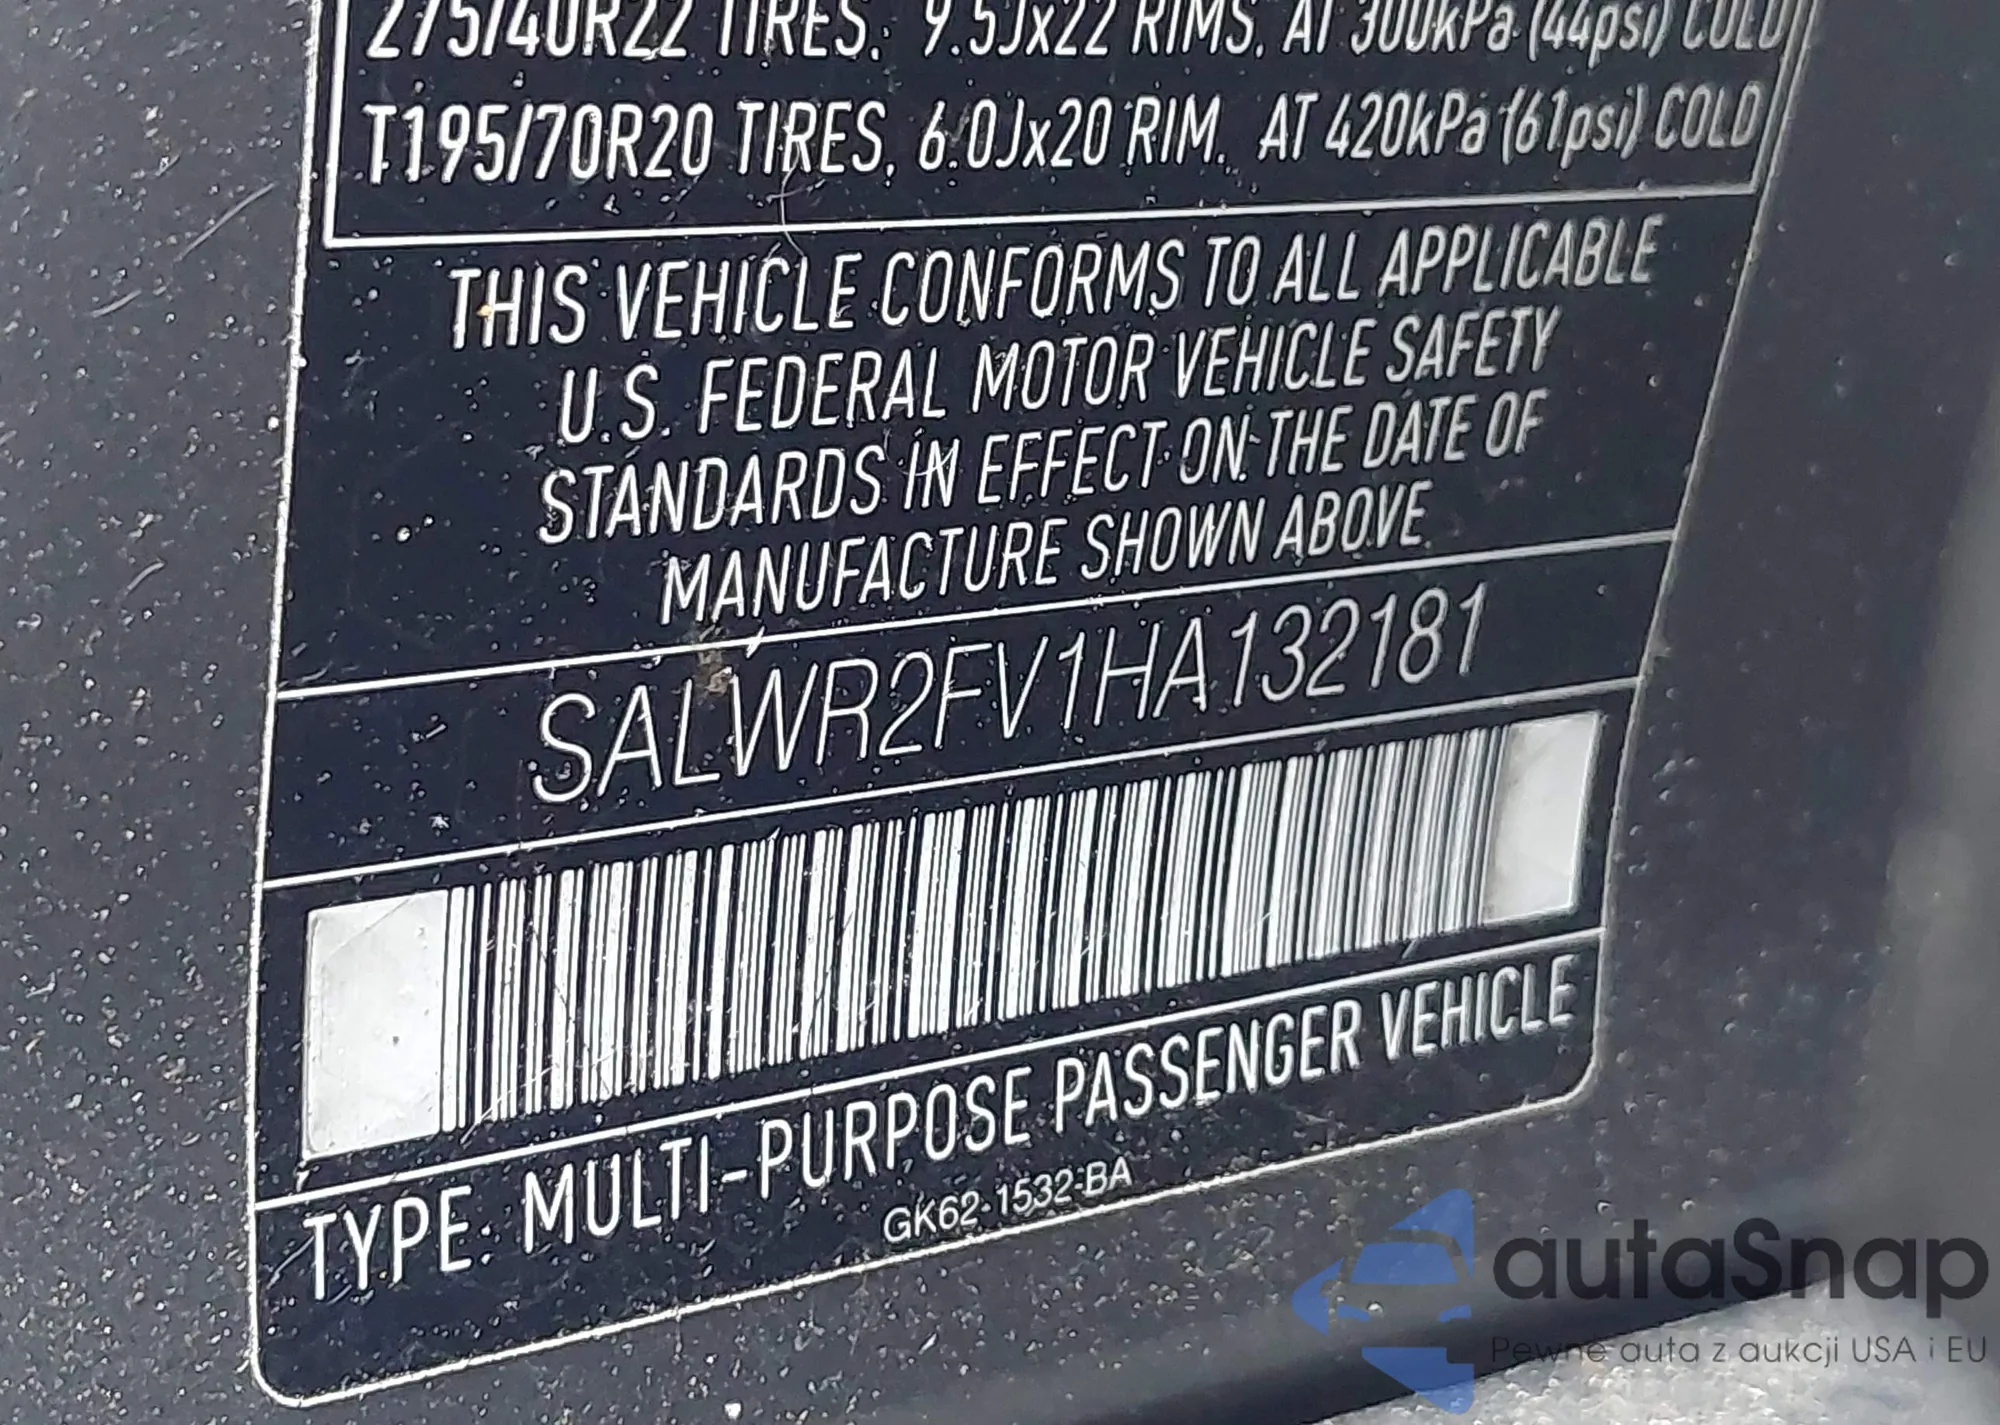 275/40R22 TIRES, 9.5Jx22 RIMS, AT 300kPa (44psi) COLD
T195/70R20 TIRES, 6.0Jx20 RIM, AT 420kPa (61psi) COLD
THIS VEHICLE CONFORMS TO ALL APPLICABLE
U.S. FEDERAL MOTOR VEHICLE SAFETY
STANDARDS IN EFFECT ON THE DATE OF
MANUFACTURE SHOWN ABOVE
SALWR2FV1HA132181
TYPE: MULTI-PURPOSE PASSENGER VEHICLE
GK62-1532-BA
autaSnap
Pewne auta z aukcji USA i EU